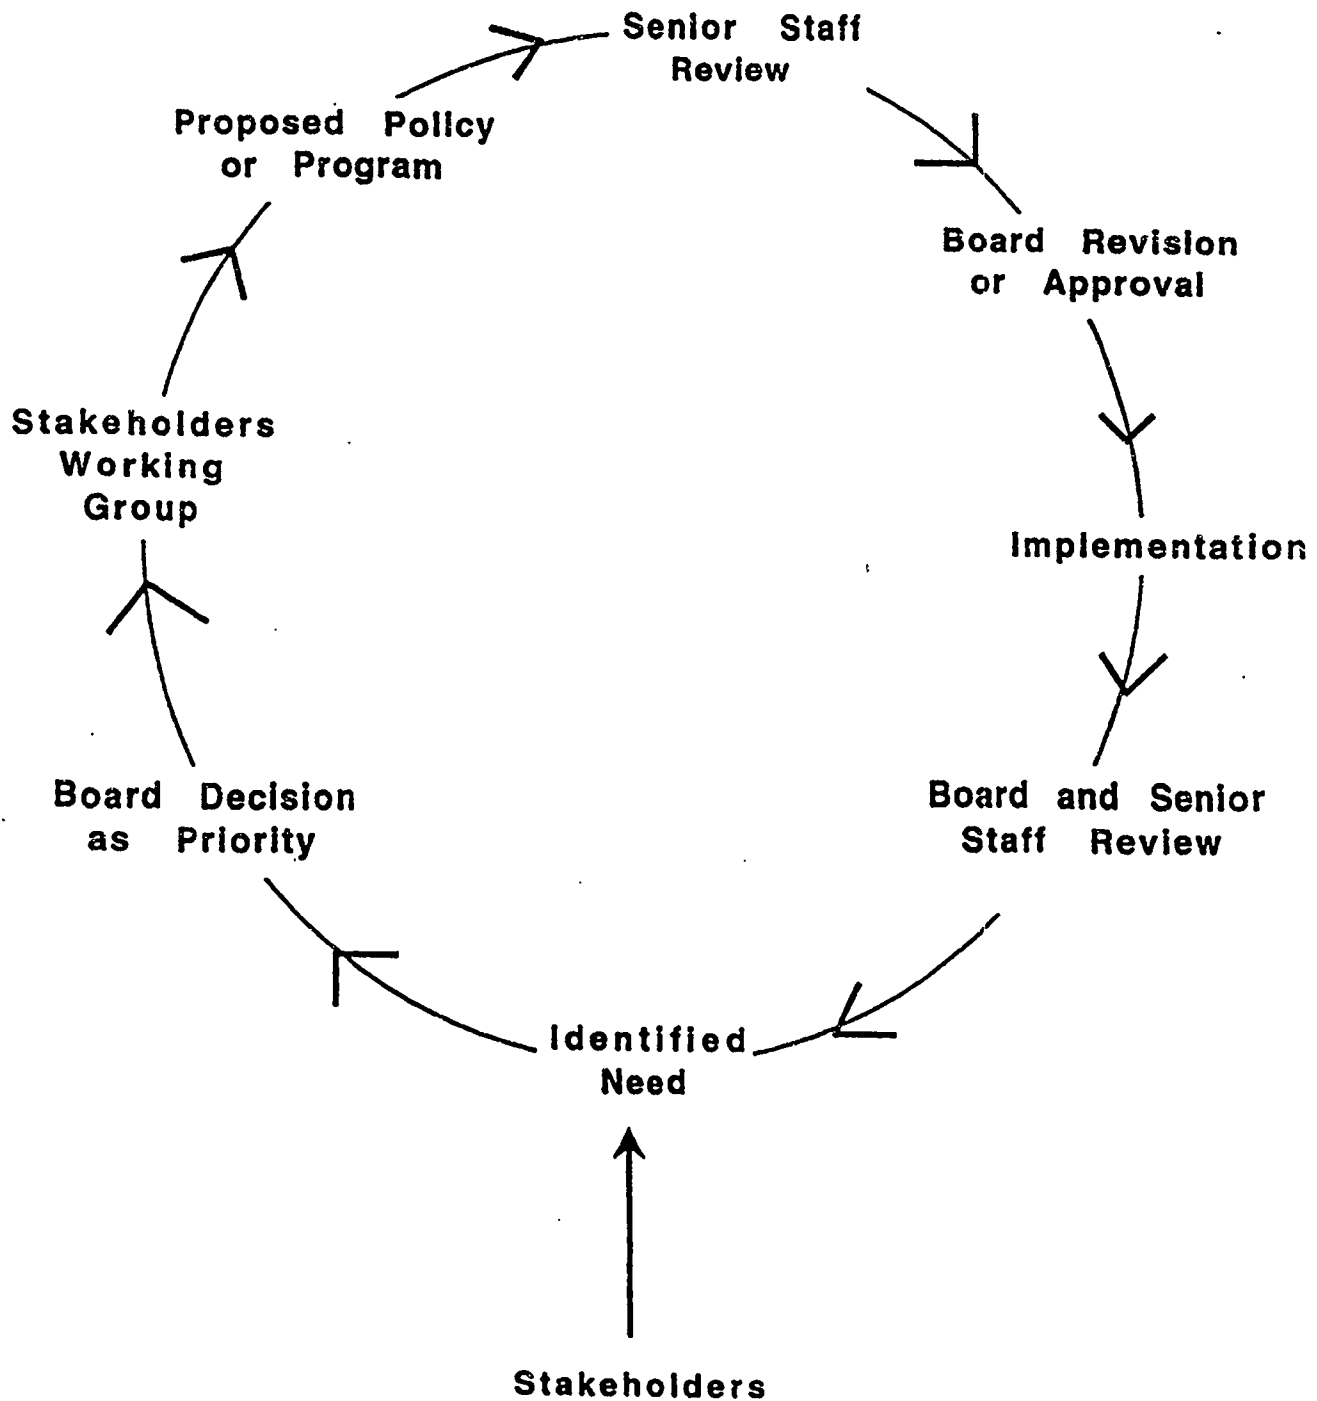 Senior Staff
Review
Proposed Policy
or Program
Board Revision
or Approval
Stakeholders
Working
Group
Implementation
Board Decision
as Priority
Board and Senior
Staff Review
Identified
Need
Stakeholders